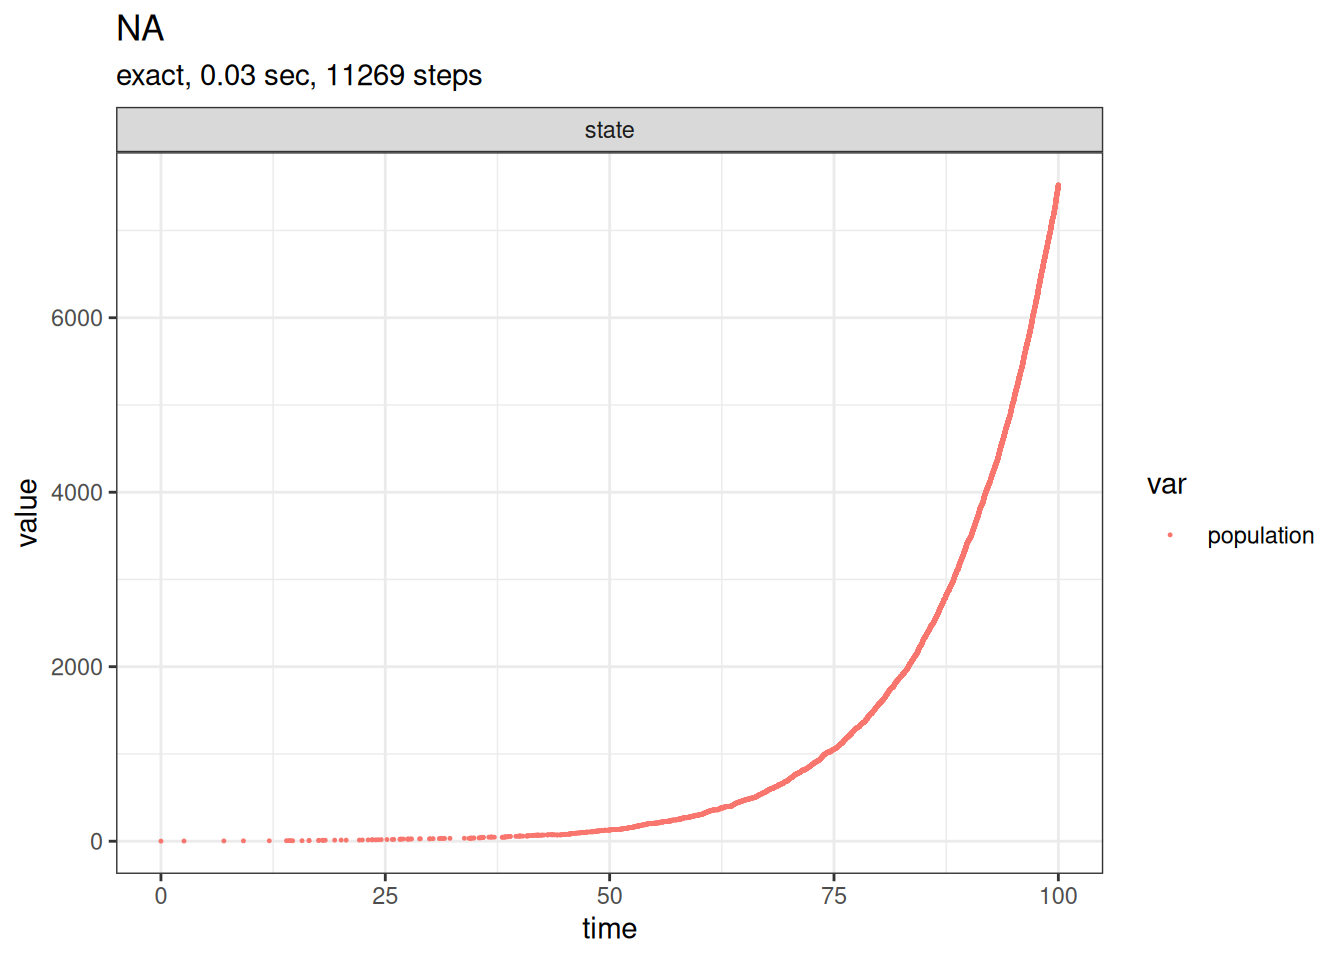 NA
exact, 0.03 sec, 11269 steps
state
6000
4000
2000
0
value
0 25 50 75 100
time
var
population